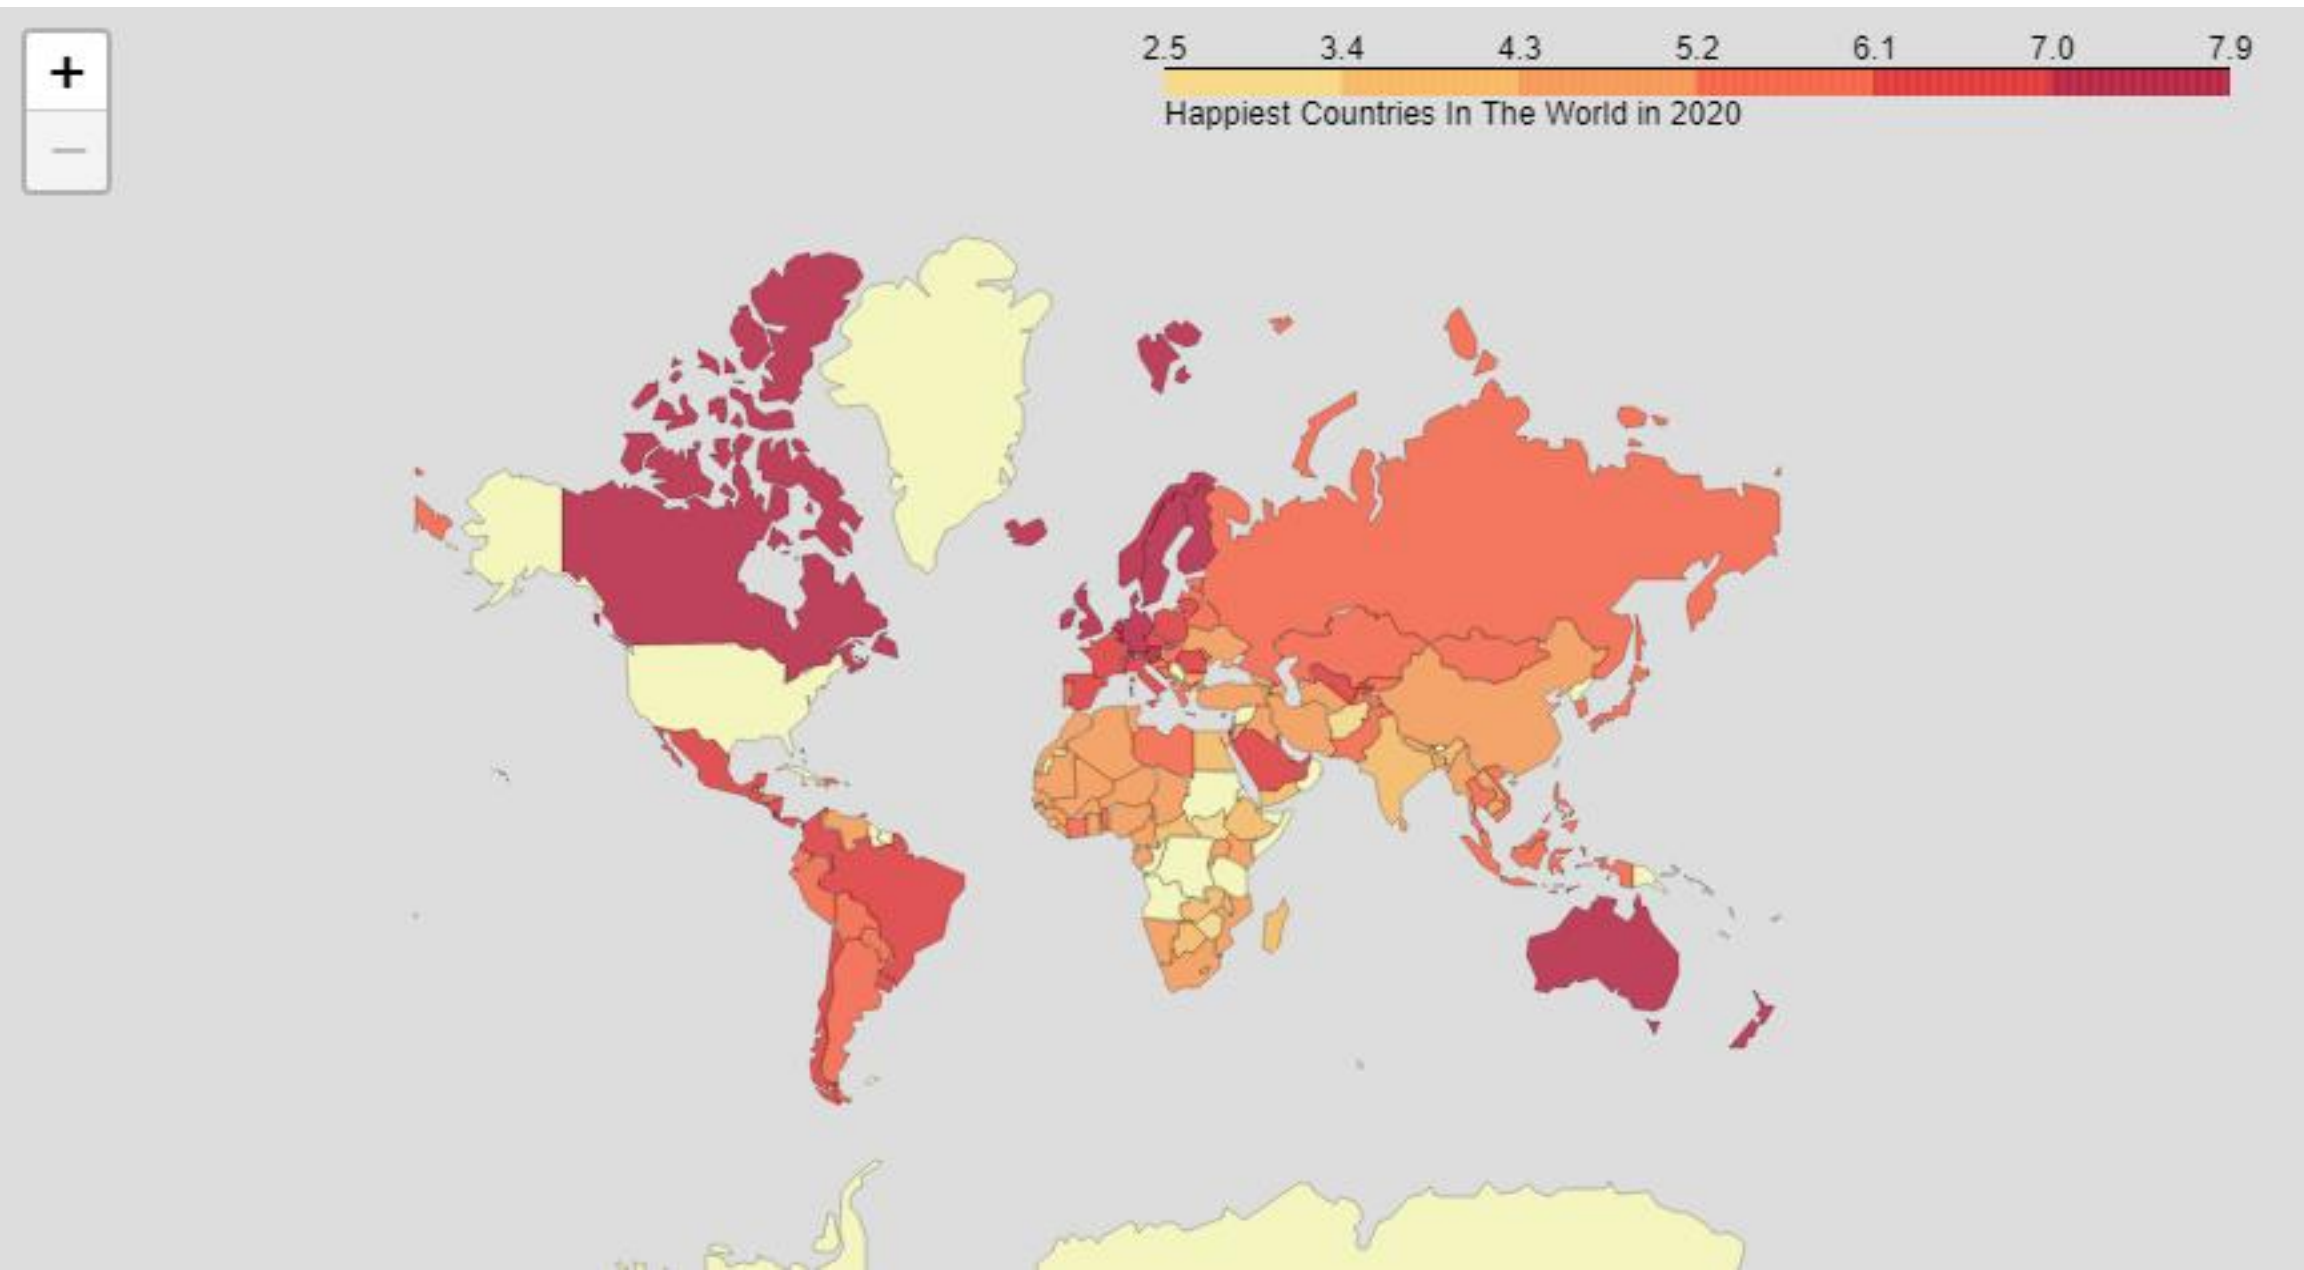 +
−
2.5 3.4 4.3 5.2 6.1 7.0 7.9
Happiest Countries In The World in 2020